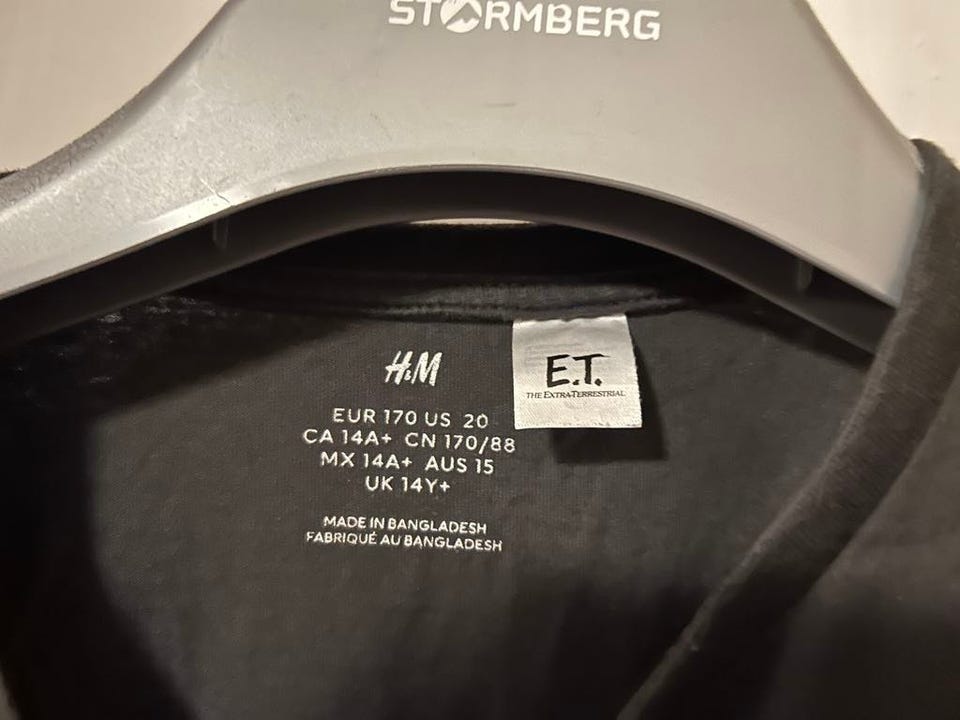 STORMBERG
H&M
EUR 170 US 20
CA 14A+ CN 170/88
MX 14A+ AUS 15
UK 14Y+
MADE IN BANGLADESH
FABRIQUÉ AU BANGLADESH
E.T.
THE EXTRA-TERRESTRIAL